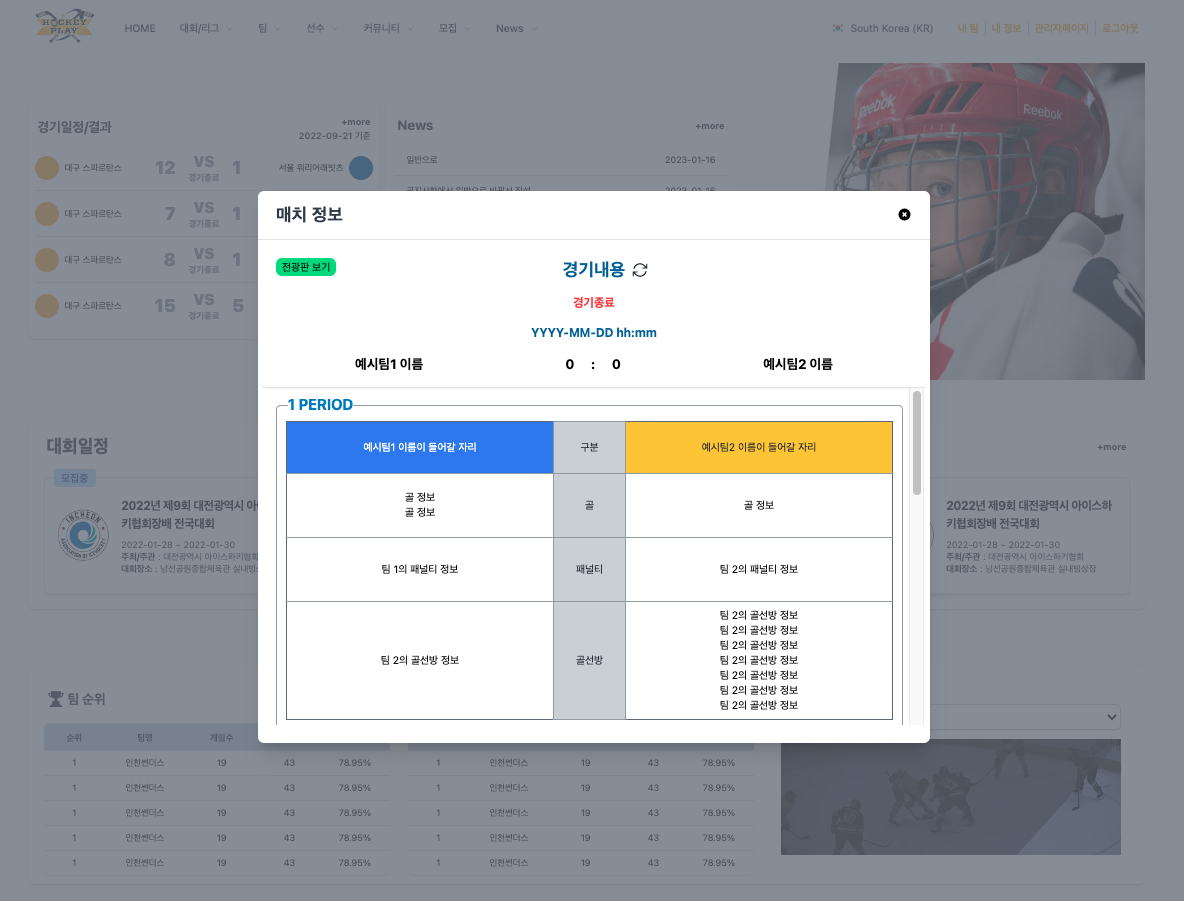 HOCKEY
PLAY
HOME 대회/리그 팀 선수 커뮤니티 모집 News
South Korea (KR) 내 팀 내 정보 관리자페이지 로그아웃
Reebok
Reebok
경기일정/결과
+more
2022-09-21 기준
대구 스파르탄스 12 VS 1 서울 워리어래빗츠
경기종료
대구 스파르탄스 7 VS 1
경기종료
대구 스파르탄스 8 VS 1
경기종료
대구 스파르탄스 15 VS 5
경기종료
News
+more
일반으로 2023-01-16
매치 정보
전광판 보기
경기내용
경기종료
YYYY-MM-DD hh:mm
예시팀1 이름 0 : 0 예시팀2 이름
1 PERIOD
예시팀1 이름이 들어갈 자리 구분 예시팀2 이름이 들어갈 자리
골 정보
골 정보
골
골 정보
팀 1의 패널티 정보 패널티 팀 2의 패널티 정보
팀 2의 골선방 정보 골선방
팀 2의 골선방 정보
팀 2의 골선방 정보
팀 2의 골선방 정보
팀 2의 골선방 정보
팀 2의 골선방 정보
팀 2의 골선방 정보
팀 2의 골선방 정보
대회일정
+more
모집중
INCHEON
2022년 제9회 대전광역시 아이
키협회장배 전국대회
2022-01-28 ~ 2022-01-30
주최/주관 : 대전광역시 아이스하키협회
대회장소 : 남선공원종합체육관 실내빙
2022년 제9회 대전광역시 아이스하
키협회장배 전국대회
2022-01-28 ~ 2022-01-30
주최/주관 : 대전광역시 아이스하키협회
대회장소 : 남선공원종합체육관 실내빙상장
팀 순위
순위 팀명 게임수
1 인천썬더스 19 43 78.95%
1 인천썬더스 19 43 78.95%
1 인천썬더스 19 43 78.95%
1 인천썬더스 19 43 78.95%
1 인천썬더스 19 43 78.95%
1 인천썬더스 19 43 78.95%
1 인천썬더스 19 43 78.95%
1 인천썬더스 19 43 78.95%
1 인천썬더스 19 43 78.95%
1 인천썬더스 19 43 78.95%